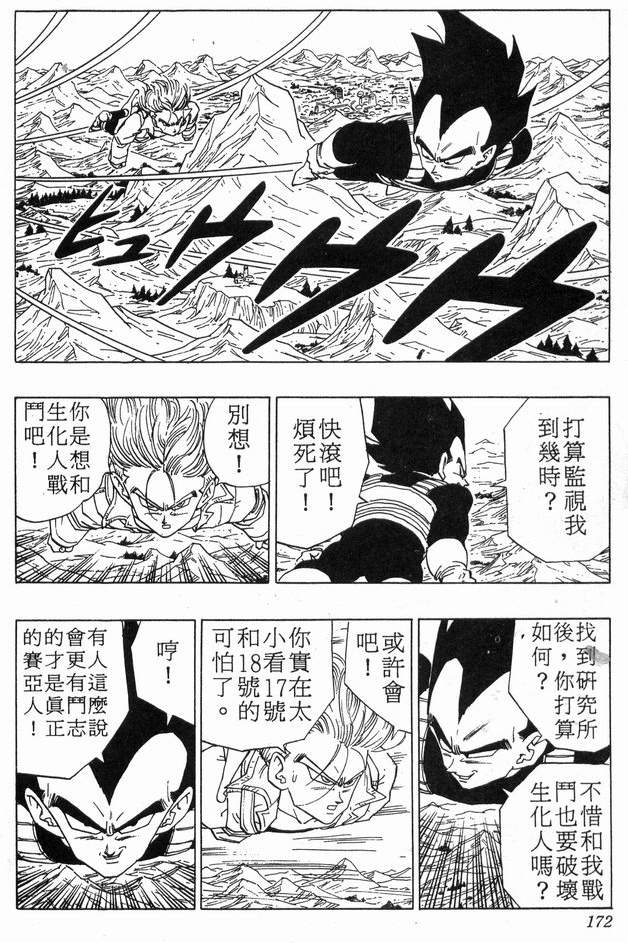 ヒュウウウウ
打算監視我
到幾時？
快滾吧！
煩死了！
別想！
你是想和
生化人戰
鬥吧！
找到研究所
後，你打算
如何？
不惜和我戰
鬥也要破壞
生化人嗎？
或許會
吧！
你實在太
小看17號
和18號的
可怕了。
哼！
有人這麼說
會更有鬥志
的才是真正
的賽亞人！
172